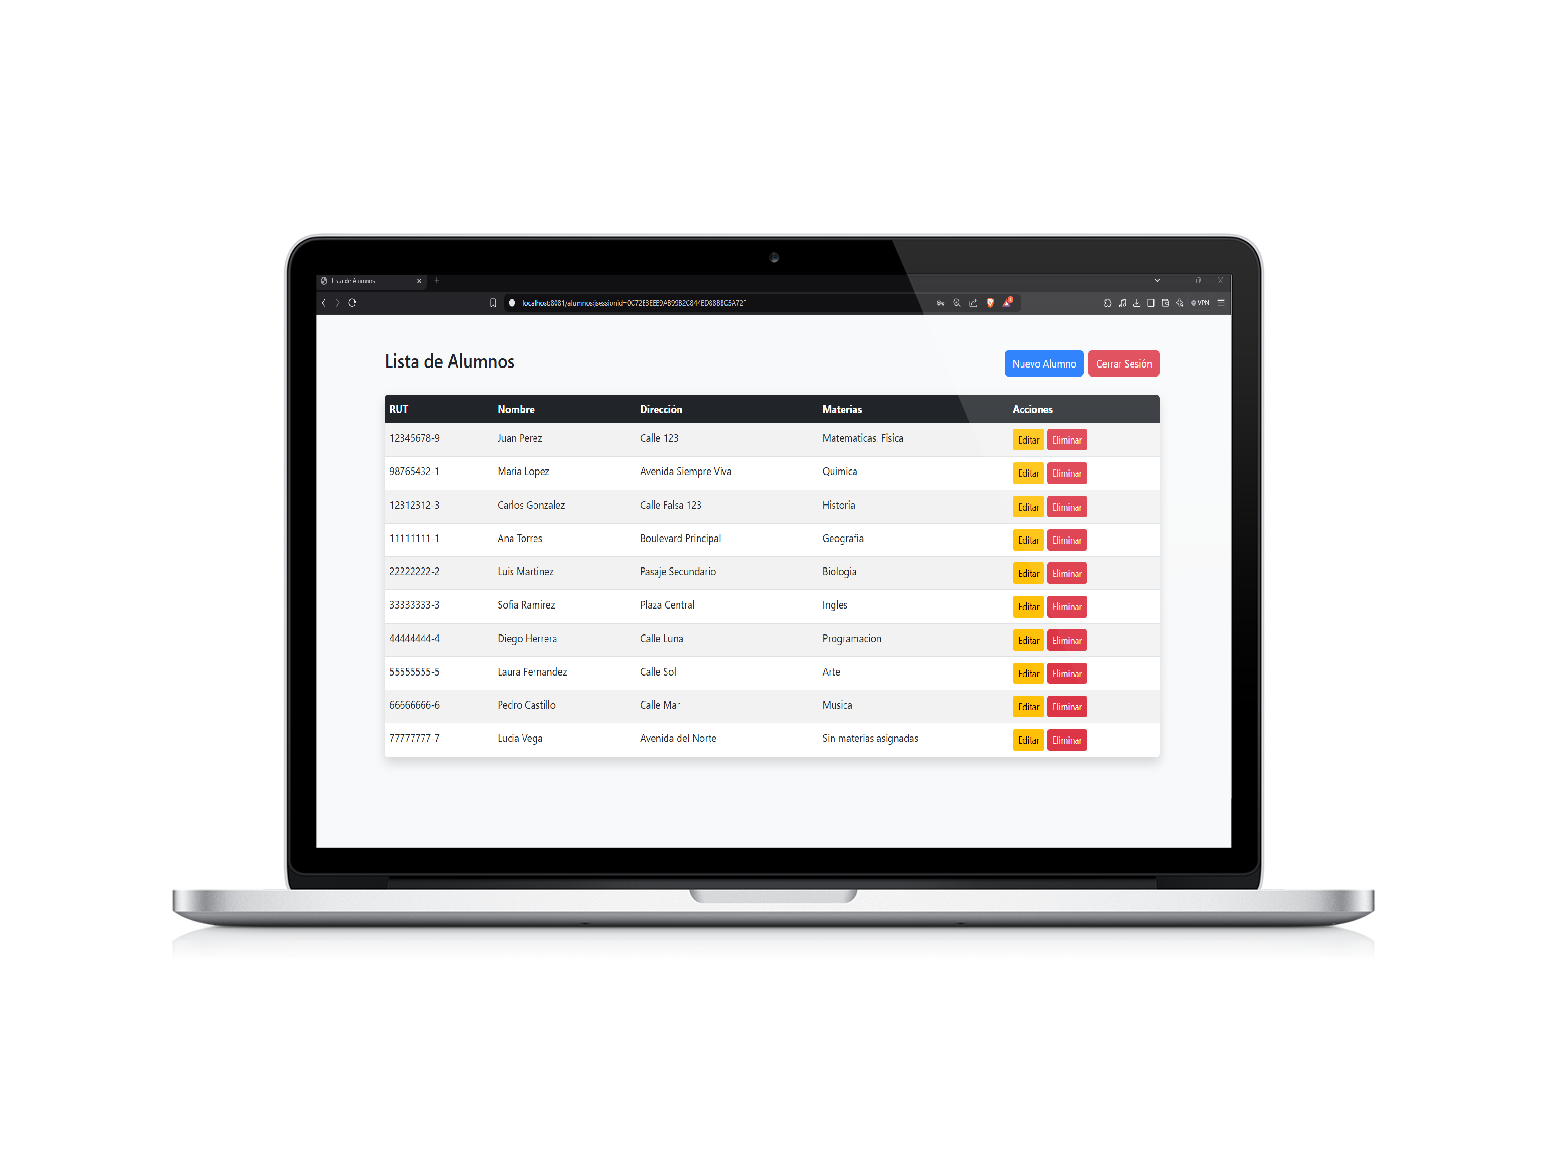 Lista de Alumnos
Lista de Alumnos
Nuevo Alumno
Cerrar Sesión
RUT Nombre Dirección Materias Acciones
12345678-9 Juan Perez Calle 123 Matematicas, Fisica Editar Eliminar
98765432-1 Maria Lopez Avenida Siempre Viva Quimica Editar Eliminar
12312312-3 Carlos Gonzalez Calle Falsa 123 Historia Editar Eliminar
11111111-1 Ana Torres Boulevard Principal Geografia Editar Eliminar
22222222-2 Luis Martinez Pasaje Secundario Biologia Editar Eliminar
33333333-3 Sofia Ramirez Plaza Central Ingles Editar Eliminar
44444444-4 Diego Herrera Calle Luna Programacion Editar Eliminar
55555555-5 Laura Fernandez Calle Sol Arte Editar Eliminar
66666666-6 Pedro Castillo Calle Mar Musica Editar Eliminar
77777777-7 Lucia Vega Avenida del Norte Sin materias asignadas Editar Eliminar
VPN